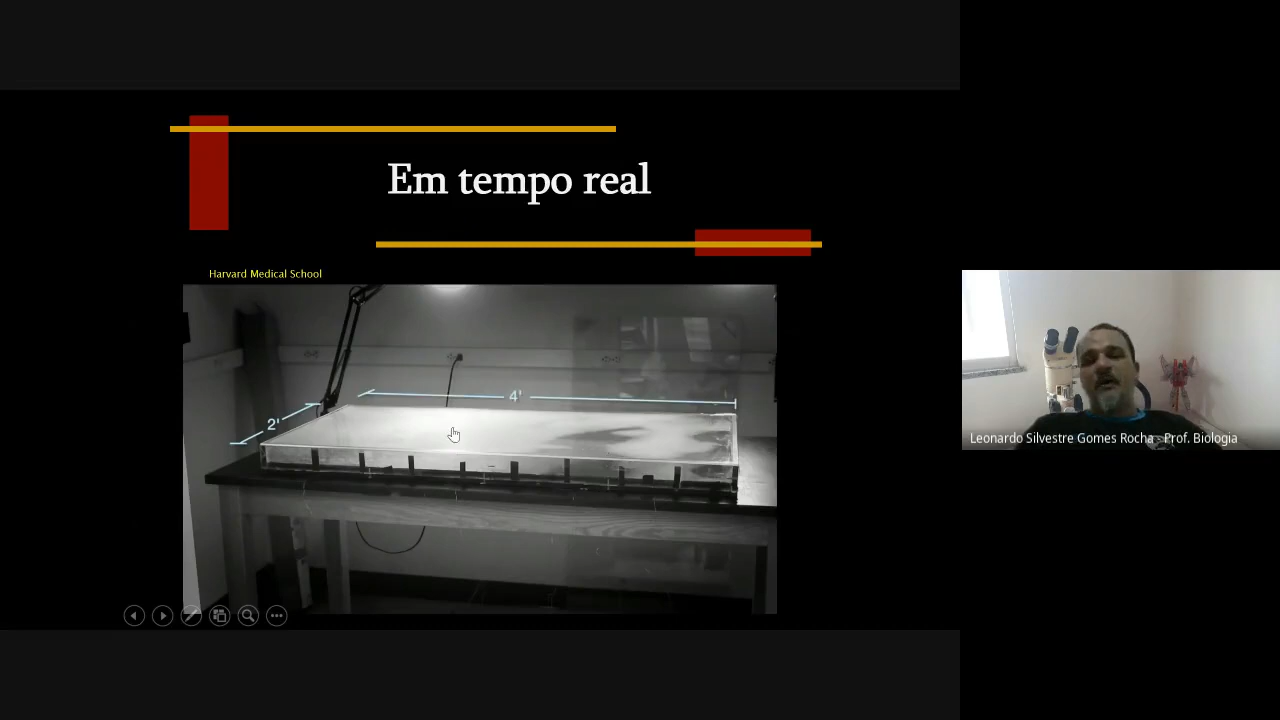 Em tempo real
Harvard Medical School
4'
2'
Leonardo Silvestre Gomes Rocha - Prof. Biologia